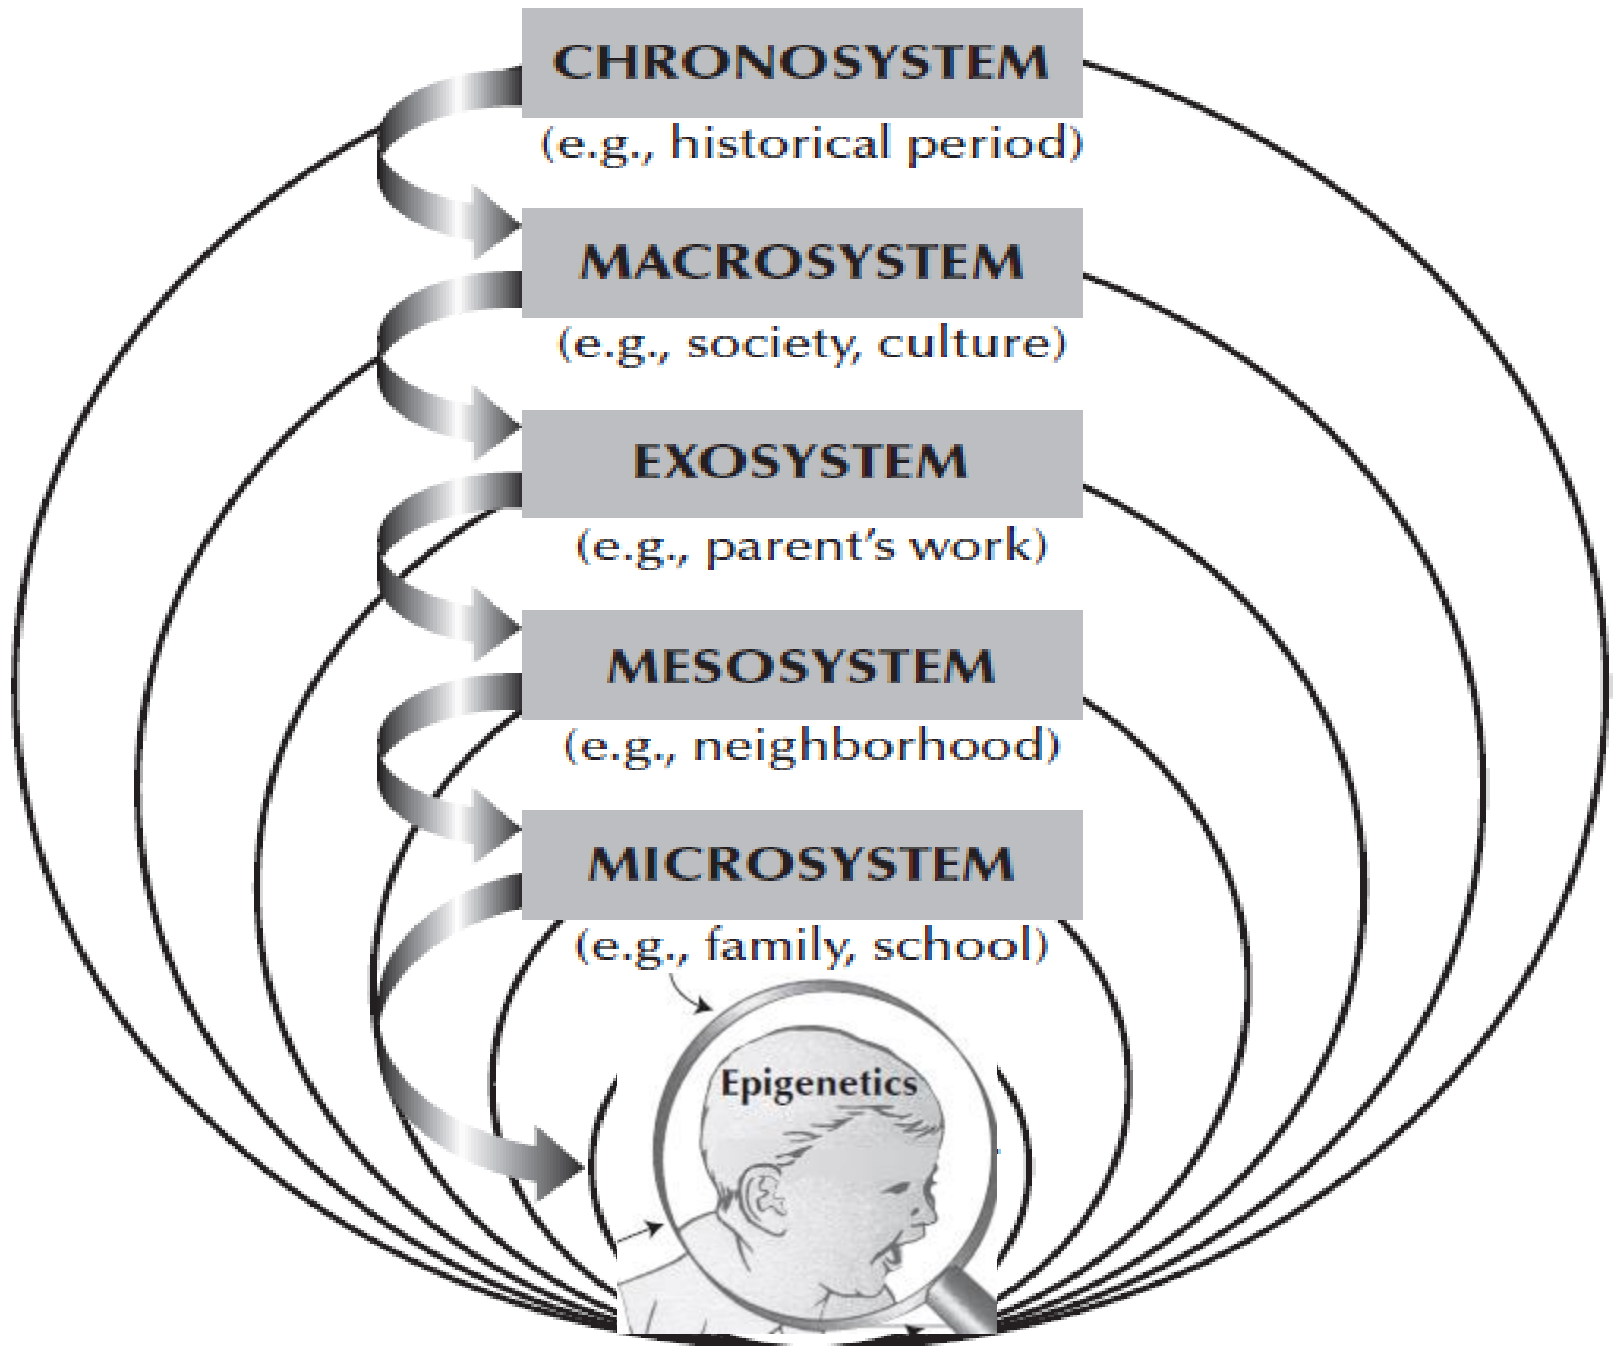 CHRONOSYSTEM
(e.g., historical period)
MACROSYSTEM
(e.g., society, culture)
EXOSYSTEM
(e.g., parent’s work)
MESOSYSTEM
(e.g., neighborhood)
MICROSYSTEM
(e.g., family, school)
Epigenetics